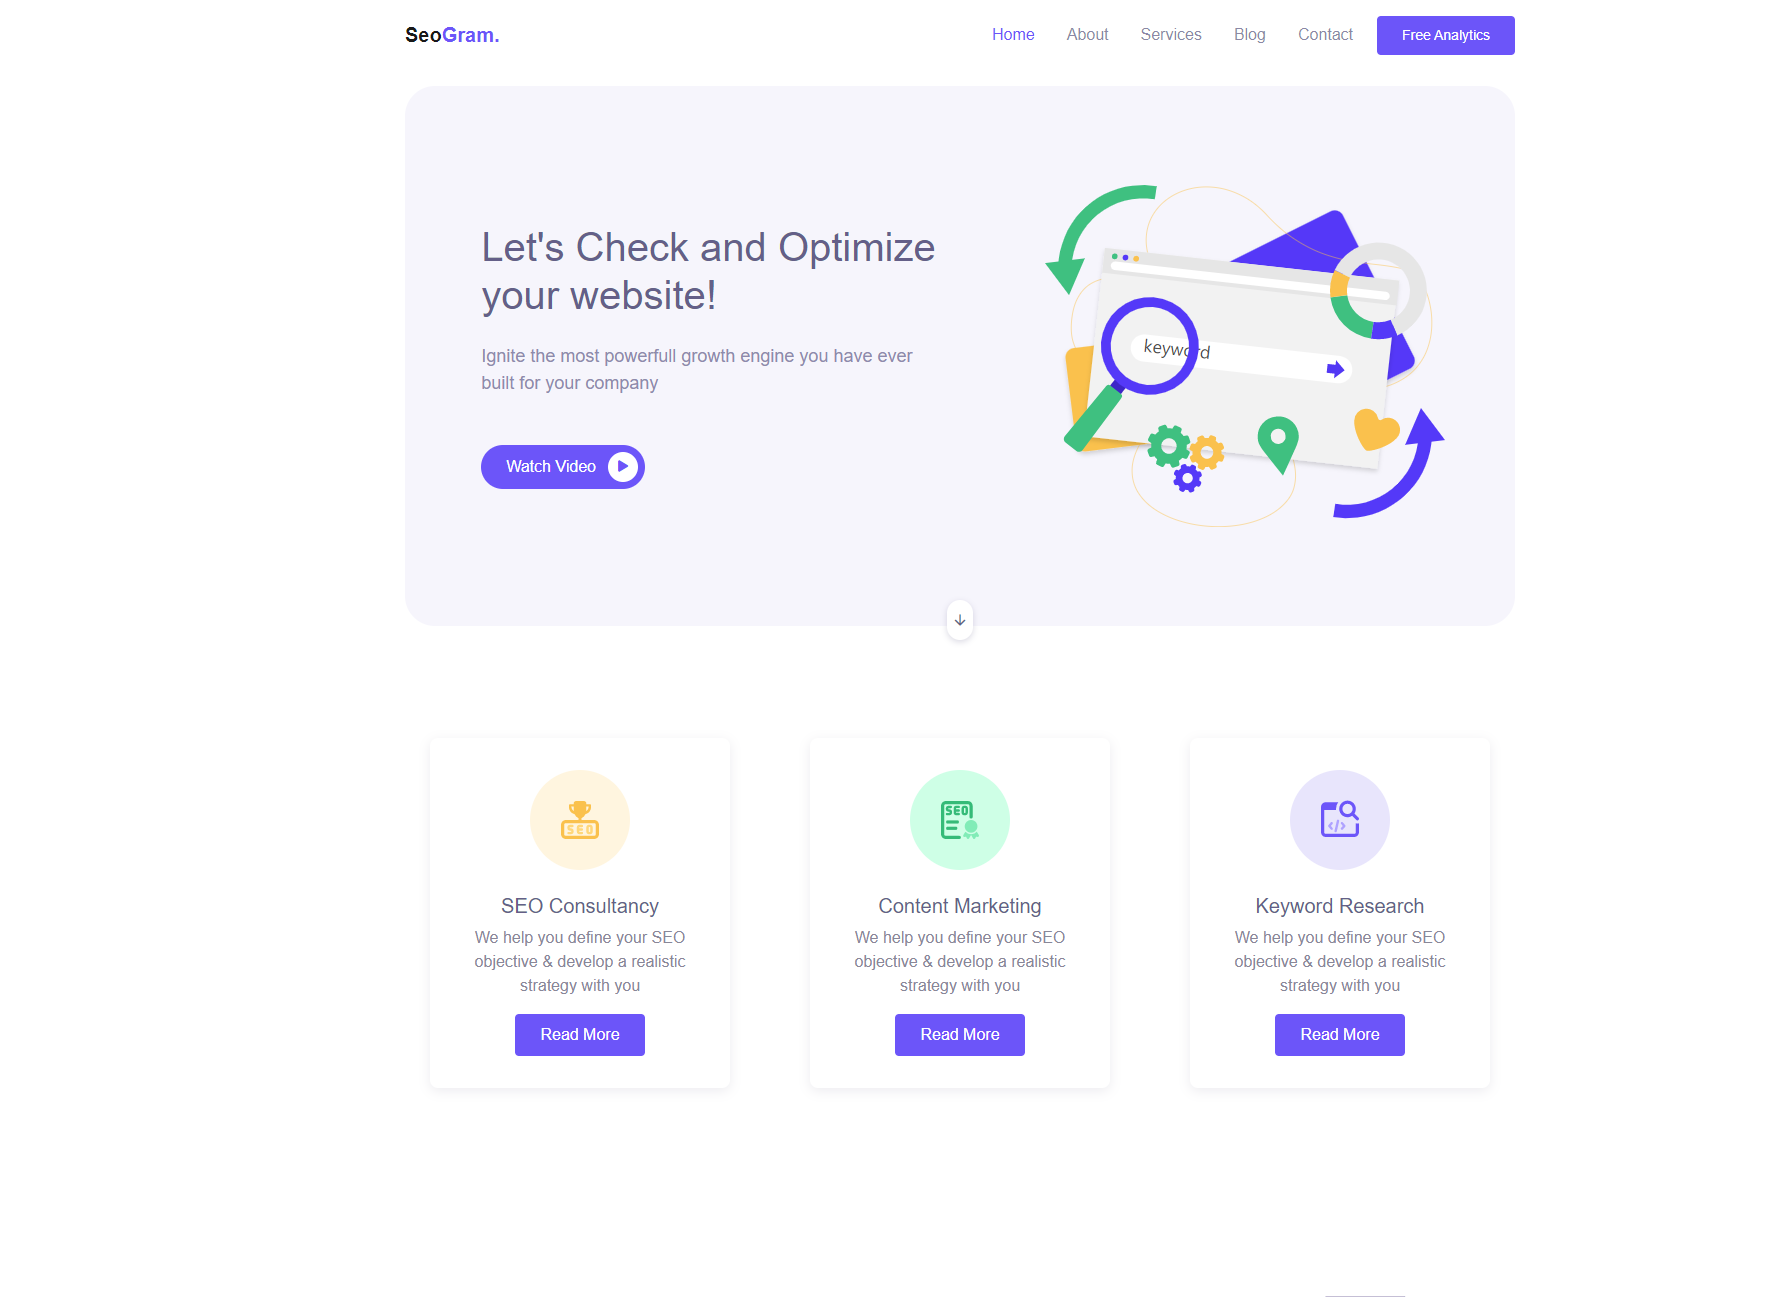 SeoGram.
Home About Services Blog Contact Free Analytics
Let's Check and Optimize
your website!
Ignite the most powerfull growth engine you have ever
built for your company
Watch Video
keyword
SEO
SEO Consultancy
We help you define your SEO
objective & develop a realistic
strategy with you
Read More
SEO
Content Marketing
We help you define your SEO
objective & develop a realistic
strategy with you
Read More
</>
Keyword Research
We help you define your SEO
objective & develop a realistic
strategy with you
Read More